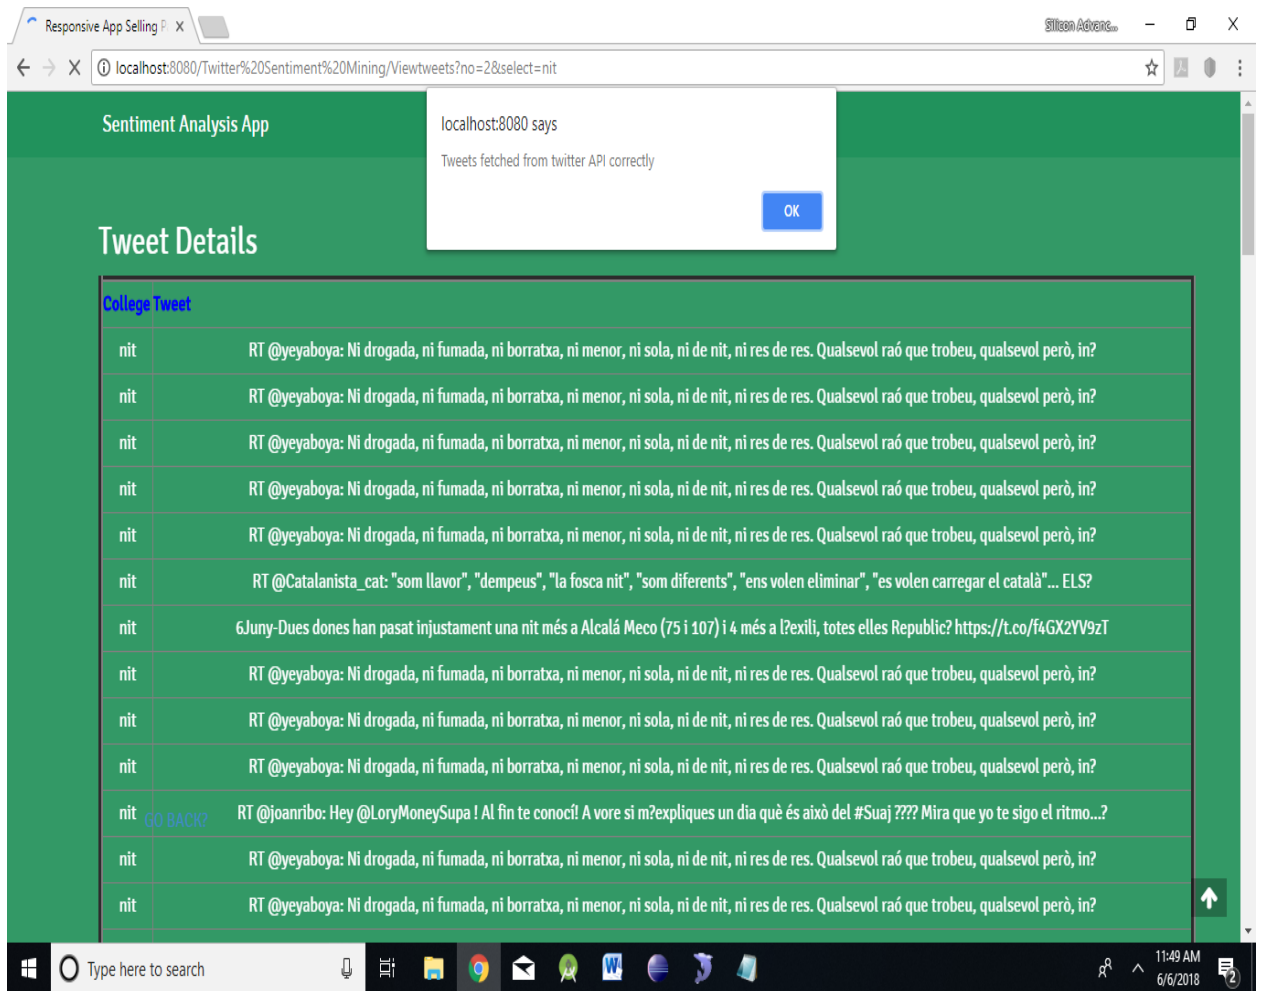 Responsive App Selling P
Silicon Advanc...
localhost:8080/Twitter%20Sentiment%20Mining/Viewtweets?no=2&select=nit
Sentiment Analysis App
localhost:8080 says
Tweets fetched from twitter API correctly
OK
Tweet Details
College Tweet
nit RT @yeyaboya: Ni drogada, ni fumada, ni borratxa, ni menor, ni sola, ni de nit, ni res de res. Qualsevol raó que trobeu, qualsevol però, in?
nit RT @yeyaboya: Ni drogada, ni fumada, ni borratxa, ni menor, ni sola, ni de nit, ni res de res. Qualsevol raó que trobeu, qualsevol però, in?
nit RT @yeyaboya: Ni drogada, ni fumada, ni borratxa, ni menor, ni sola, ni de nit, ni res de res. Qualsevol raó que trobeu, qualsevol però, in?
nit RT @yeyaboya: Ni drogada, ni fumada, ni borratxa, ni menor, ni sola, ni de nit, ni res de res. Qualsevol raó que trobeu, qualsevol però, in?
nit RT @yeyaboya: Ni drogada, ni fumada, ni borratxa, ni menor, ni sola, ni de nit, ni res de res. Qualsevol raó que trobeu, qualsevol però, in?
nit RT @Catalanista_cat: "som llavor", "dempeus", "la fosca nit", "som diferents", "ens volen eliminar", "es volen carregar el català"... ELS?
nit 6Juny-Dues dones han pasat injustament una nit més a Alcalá Meco (75 i 107) i 4 més a l?exili, totes elles Republic? https://t.co/f4GX2YV9zT
nit RT @yeyaboya: Ni drogada, ni fumada, ni borratxa, ni menor, ni sola, ni de nit, ni res de res. Qualsevol raó que trobeu, qualsevol però, in?
nit RT @yeyaboya: Ni drogada, ni fumada, ni borratxa, ni menor, ni sola, ni de nit, ni res de res. Qualsevol raó que trobeu, qualsevol però, in?
nit RT @yeyaboya: Ni drogada, ni fumada, ni borratxa, ni menor, ni sola, ni de nit, ni res de res. Qualsevol raó que trobeu, qualsevol però, in?
nit RT @joanribo: Hey @LoryMoneySupa ! Al fin te conocí! A vore si m?expliques un dia què és això del #Suaj ???? Mira que yo te sigo el ritmo...?
GO BACK?
nit RT @yeyaboya: Ni drogada, ni fumada, ni borratxa, ni menor, ni sola, ni de nit, ni res de res. Qualsevol raó que trobeu, qualsevol però, in?
nit RT @yeyaboya: Ni drogada, ni fumada, ni borratxa, ni menor, ni sola, ni de nit, ni res de res. Qualsevol raó que trobeu, qualsevol però, in?
Type here to search
11:49 AM
6/6/2018
2